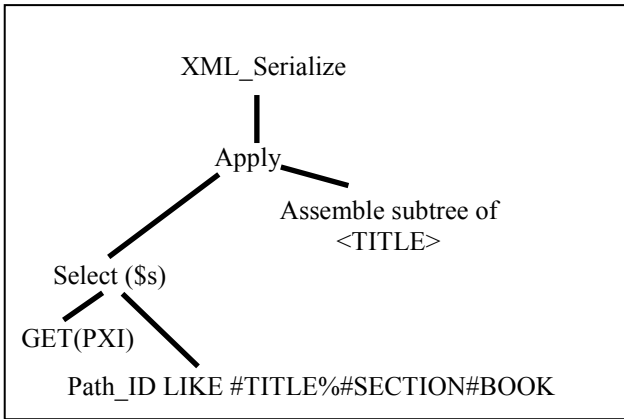 XML_Serialize
Apply
Assemble subtree of
<TITLE>
Select ($s)
GET(PXI)
Path_ID LIKE #TITLE%#SECTION#BOOK